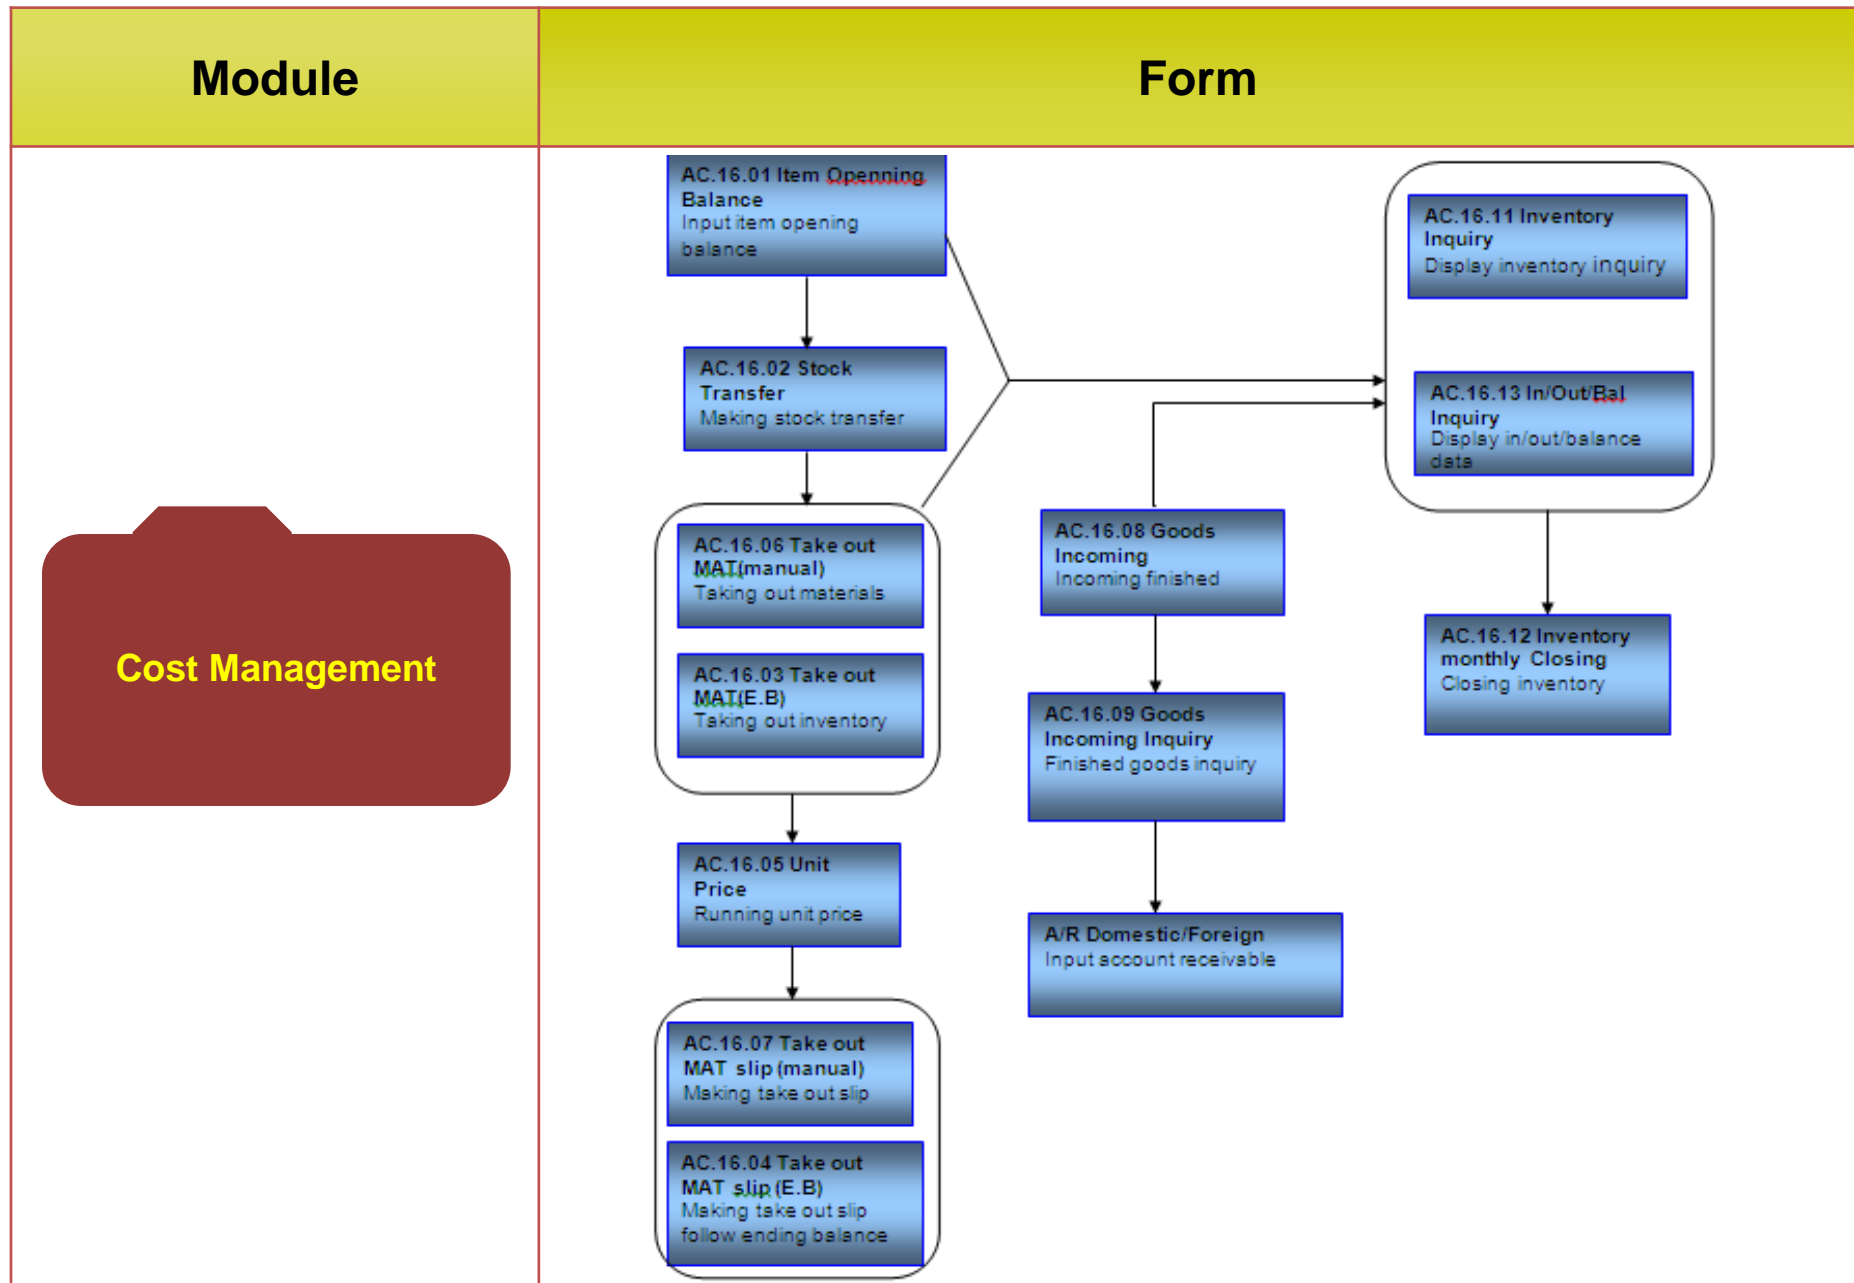 Module
Form
Cost Management
AC.16.01 Item Openning
Balance
Input item opening
balance
AC.16.02 Stock
Transfer
Making stock transfer
AC.16.06 Take out
MAT(manual)
Taking out materials
AC.16.03 Take out
MAT(E.B)
Taking out inventory
AC.16.05 Unit
Price
Running unit price
AC.16.07 Take out
MAT slip (manual)
Making take out slip
AC.16.04 Take out
MAT slip (E.B)
Making take out slip
follow ending balance
AC.16.08 Goods
Incoming
Incoming finished
AC.16.09 Goods
Incoming Inquiry
Finished goods inquiry
A/R Domestic/Foreign
Input account receivable
AC.16.11 Inventory
Inquiry
Display inventory inquiry
AC.16.13 In/Out/Bal
Inquiry
Display in/out/balance
data
AC.16.12 Inventory
monthly Closing
Closing inventory